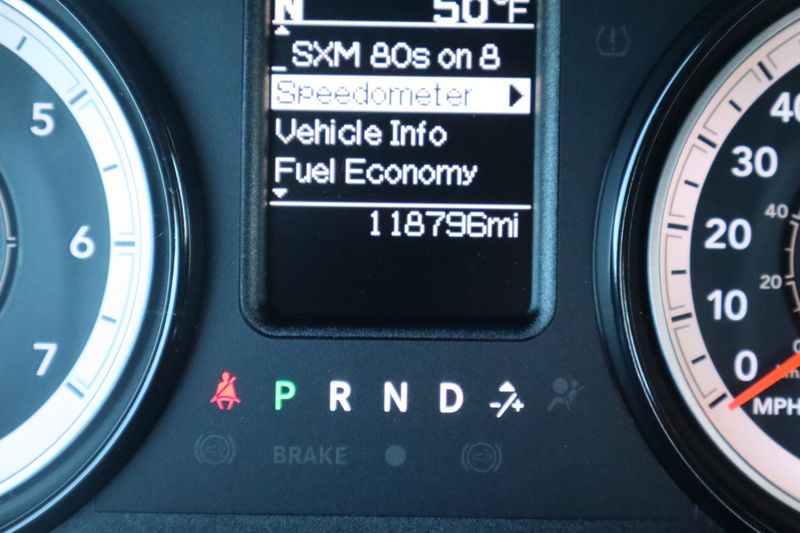 N 50°F
SXM 80s on 8
Speedometer
Vehicle Info
Fuel Economy
118796mi
5
6
7
40
30
20
10
0
MPH
40
20
0
P R N D -/+
BRAKE